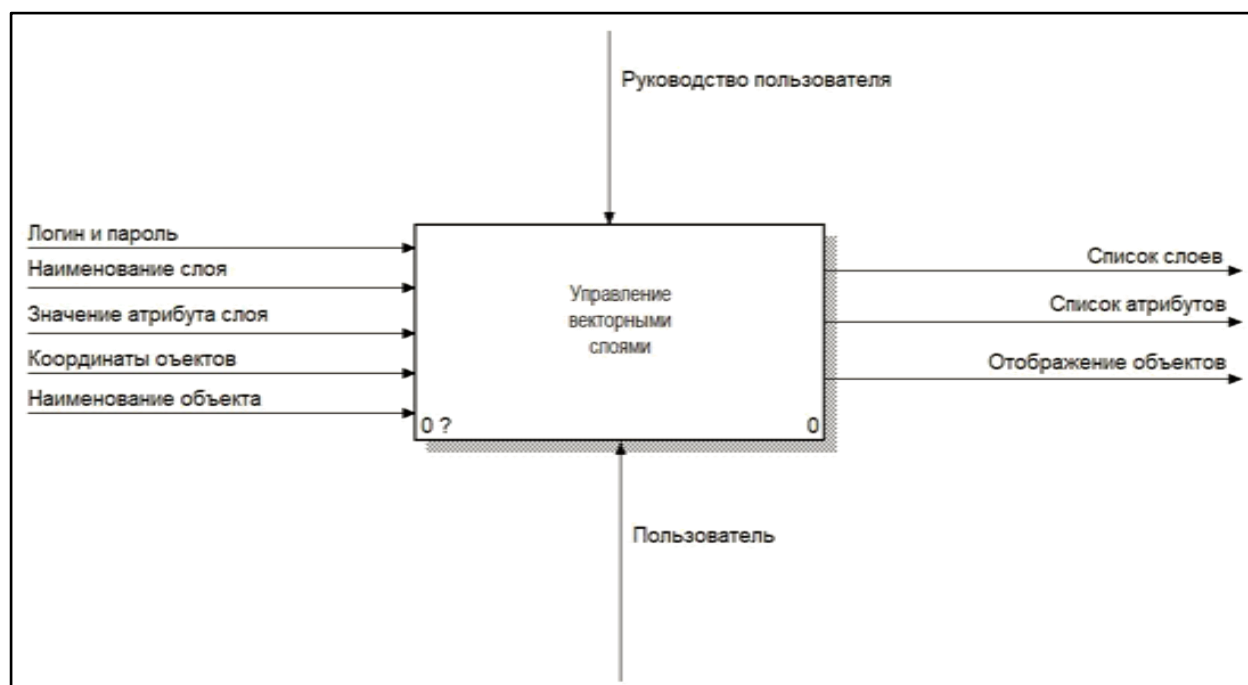 Руководство пользователя
Логин и пароль
Наименование слоя
Значение атрибута слоя
Координаты оъектов
Наименование объекта
Управление
векторными
слоями
0 ?
0
Список слоев
Список атрибутов
Отображение объектов
Пользователь